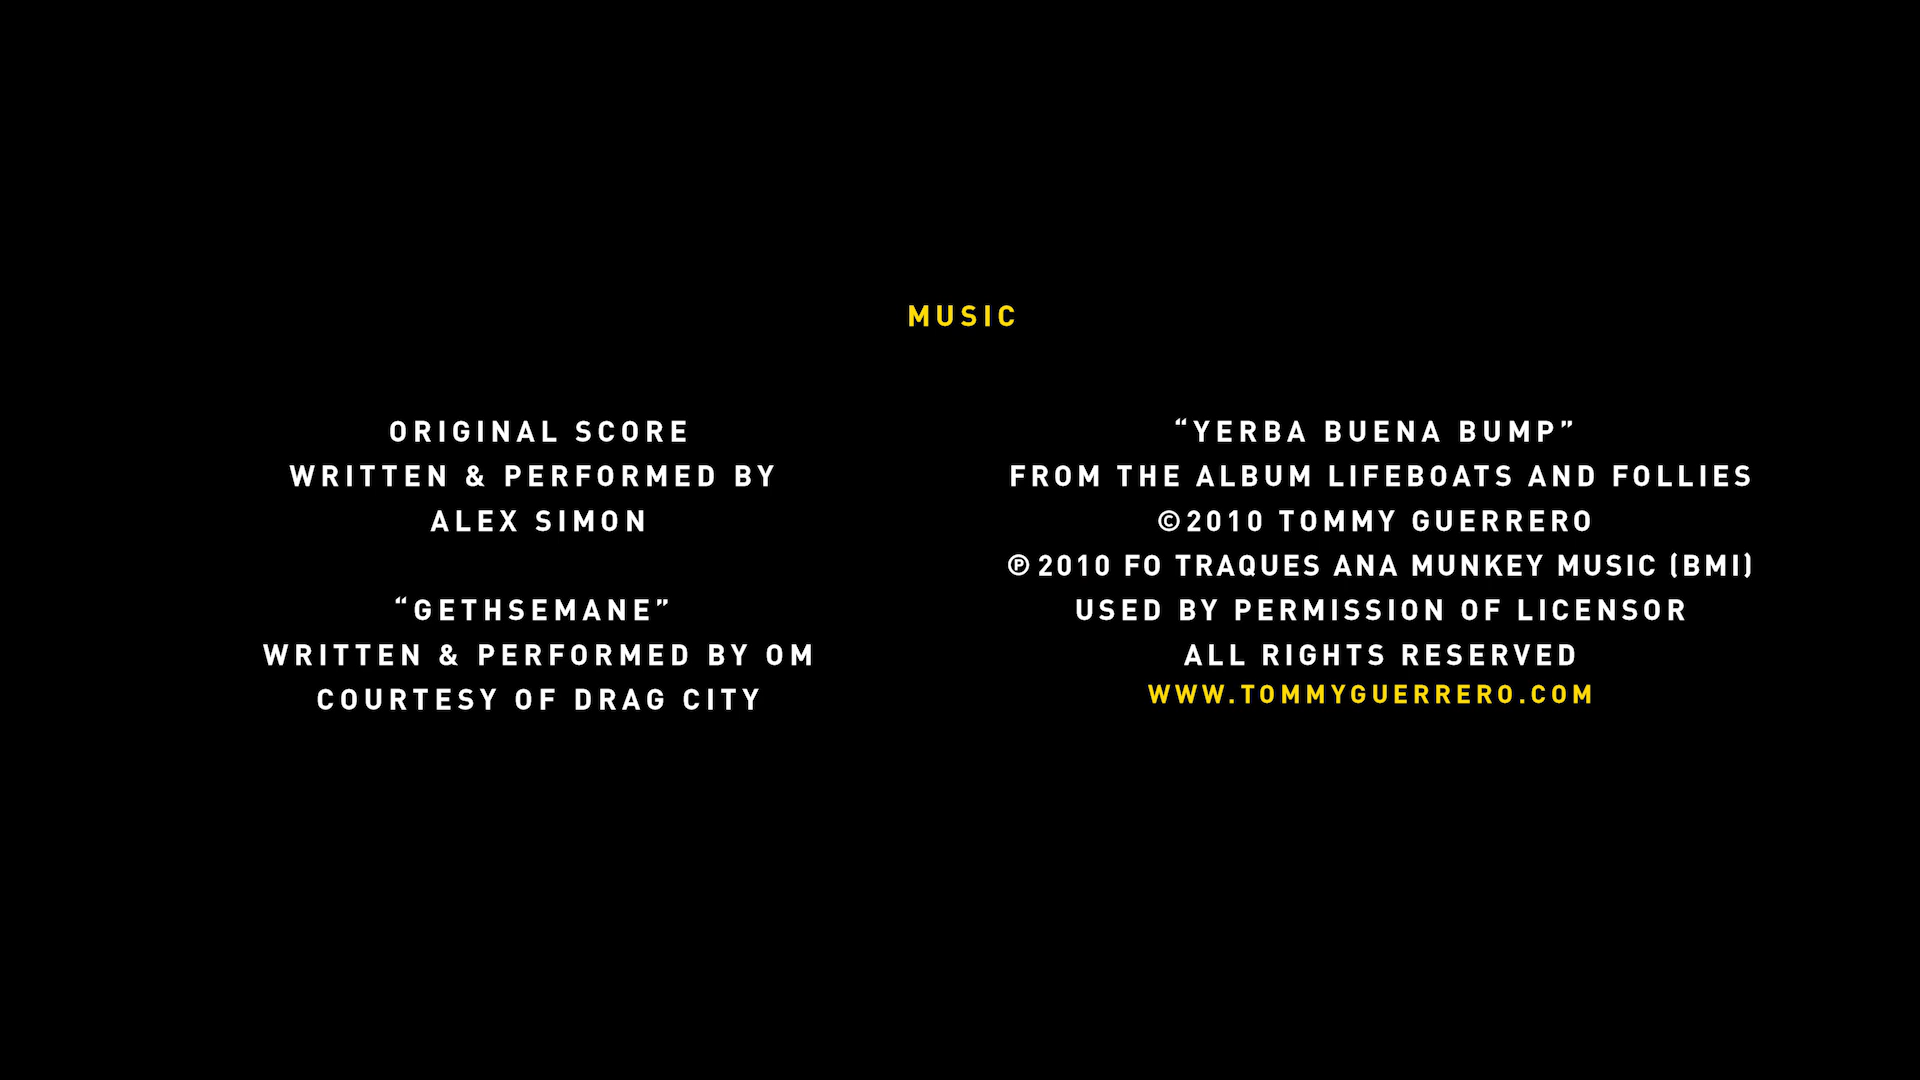 MUSIC
ORIGINAL SCORE
WRITTEN & PERFORMED BY
ALEX SIMON
“GETHSEMANE”
WRITTEN & PERFORMED BY OM
COURTESY OF DRAG CITY
“YERBA BUENA BUMP”
FROM THE ALBUM LIFEBOATS AND FOLLIES
©2010 TOMMY GUERRERO
℗ 2010 FO TRAQUES ANA MUNKEY MUSIC (BMI)
USED BY PERMISSION OF LICENSOR
ALL RIGHTS RESERVED
WWW.TOMMYGUERRERO.COM